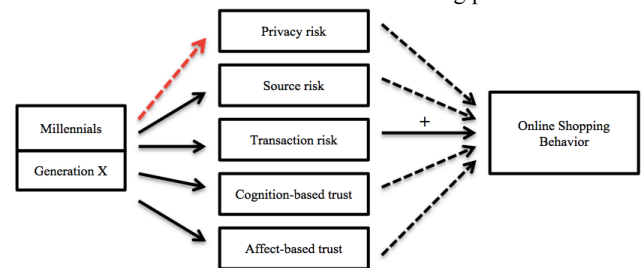 Privacy risk
Source risk
Millennials
Generation X
Transaction risk
+
Online Shopping
Behavior
Cognition-based trust
Affect-based trust